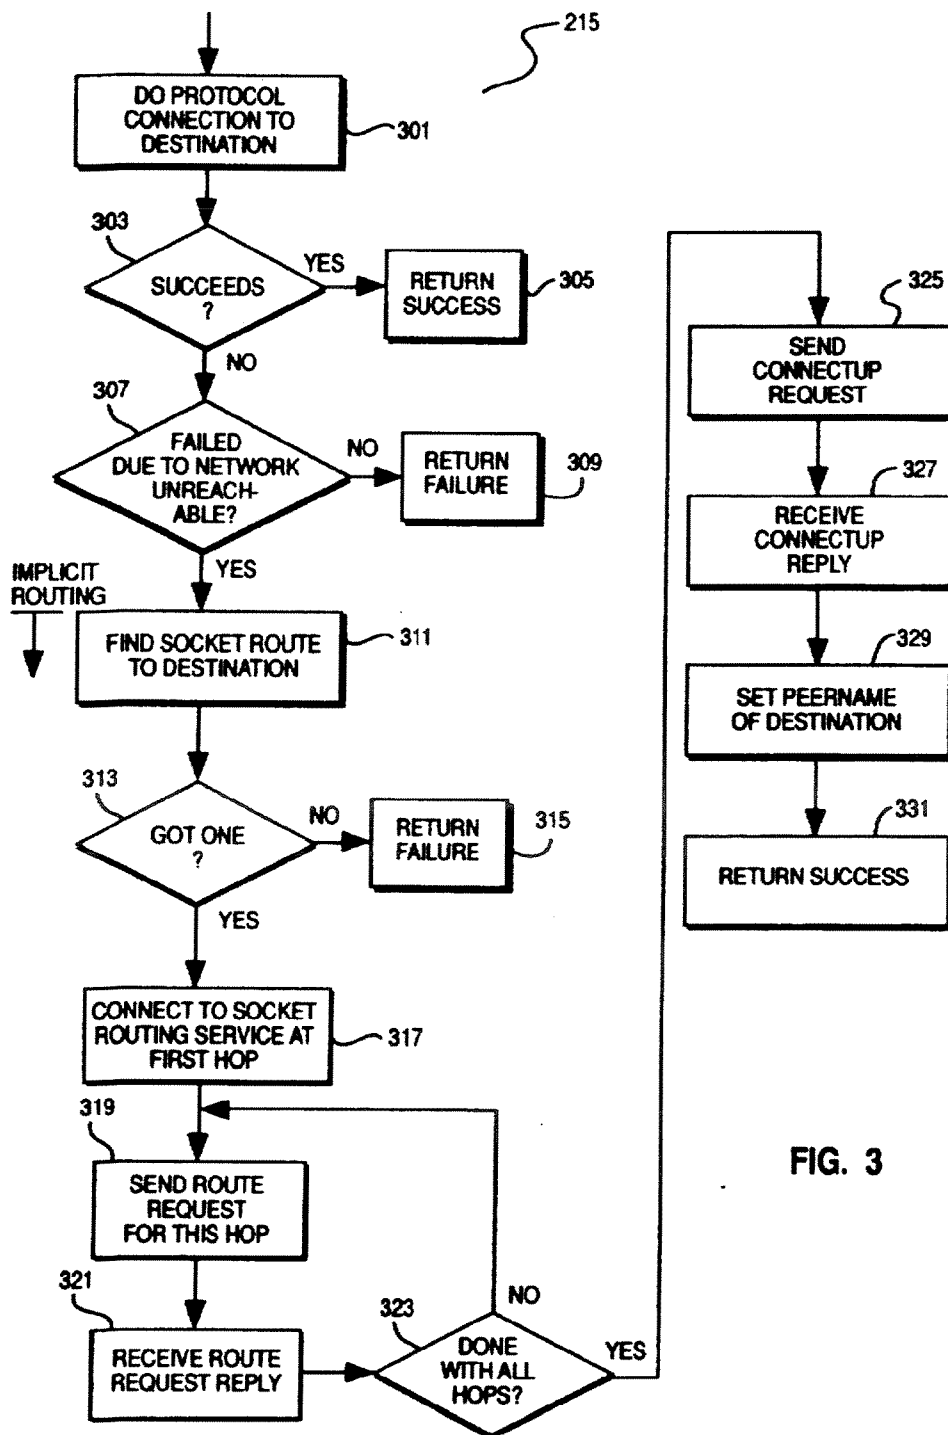 215
DO PROTOCOL
CONNECTION TO
DESTINATION
301
303
SUCCEEDS
?
YES
RETURN
SUCCESS
305
NO
307
FAILED
DUE TO NETWORK
UNREACH-
ABLE?
NO
RETURN
FAILURE
309
YES
IMPLICIT
ROUTING
FIND SOCKET ROUTE
TO DESTINATION
311
313
GOT ONE
?
NO
RETURN
FAILURE
315
YES
CONNECT TO SOCKET
ROUTING SERVICE AT
FIRST HOP
317
319
SEND ROUTE
REQUEST
FOR THIS HOP
321
RECEIVE ROUTE
REQUEST REPLY
323
DONE
WITH ALL
HOPS?
NO
YES
325
SEND
CONNECTUP
REQUEST
327
RECEIVE
CONNECTUP
REPLY
329
SET PEERNAME
OF DESTINATION
331
RETURN SUCCESS
FIG. 3